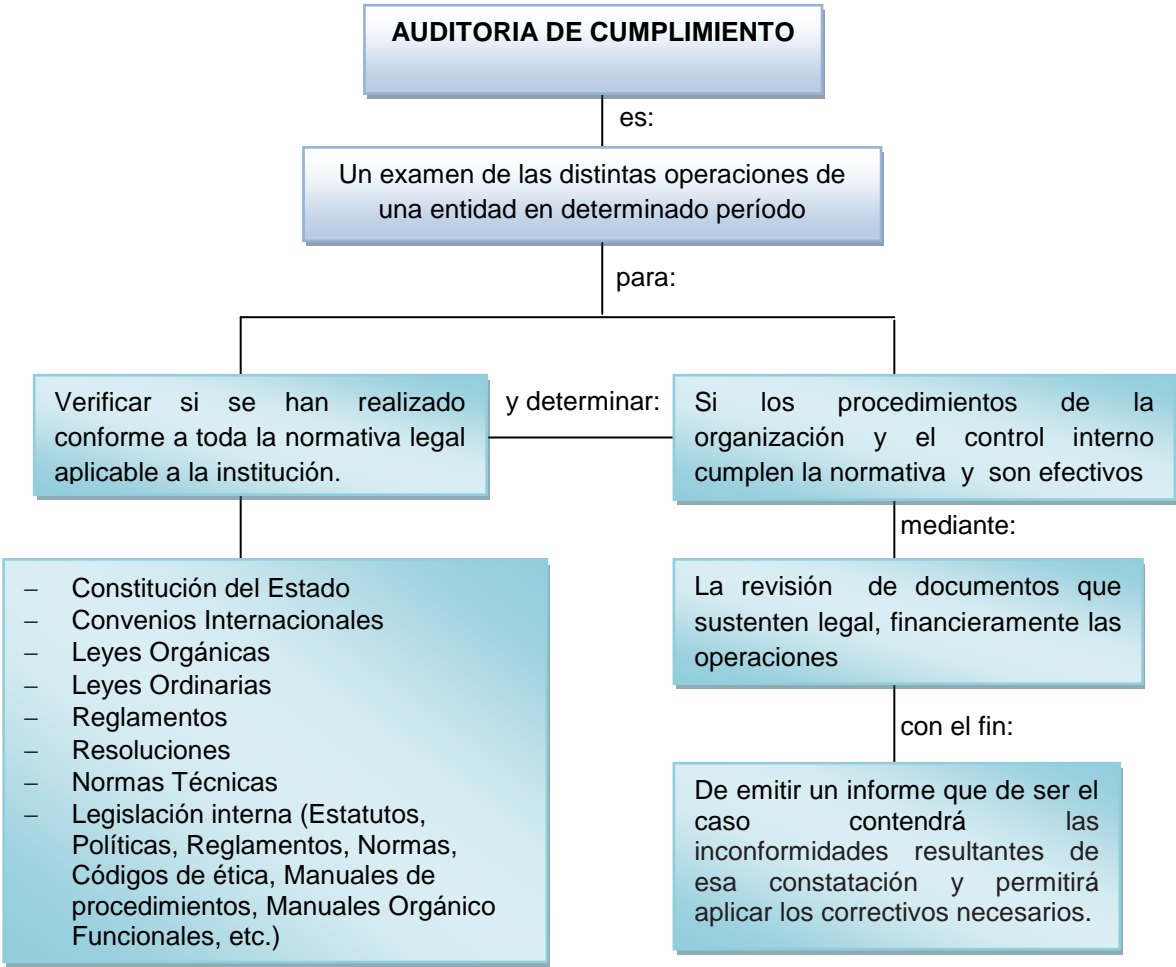 AUDITORIA DE CUMPLIMIENTO
es:
Un examen de las distintas operaciones de
una entidad en determinado período
para:
Verificar si se han realizado
conforme a toda la normativa legal
aplicable a la institución.
y determinar:
Si los procedimientos de la
organización y el control interno
cumplen la normativa y son efectivos
– Constitución del Estado
– Convenios Internacionales
– Leyes Orgánicas
– Leyes Ordinarias
– Reglamentos
– Resoluciones
– Normas Técnicas
– Legislación interna (Estatutos,
Políticas, Reglamentos, Normas,
Códigos de ética, Manuales de
procedimientos, Manuales Orgánico
Funcionales, etc.)
mediante:
La revisión de documentos que
sustenten legal, financieramente las
operaciones
con el fin:
De emitir un informe que de ser el
caso contendrá las
inconformidades resultantes de
esa constatación y permitirá
aplicar los correctivos necesarios.